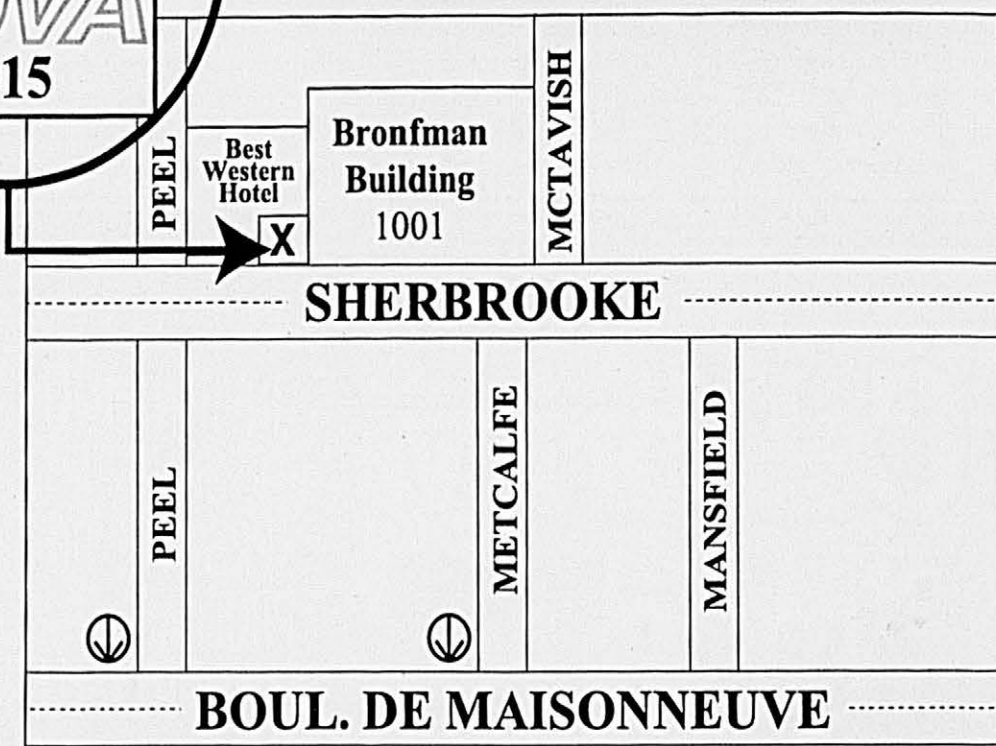 15
PEEL
Best
Western
Hotel
X
Bronfman
Building
1001
MCTAVISH
SHERBROOKE
PEEL
METCALFE
MANSFIELD
BOUL. DE MAISONNEUVE